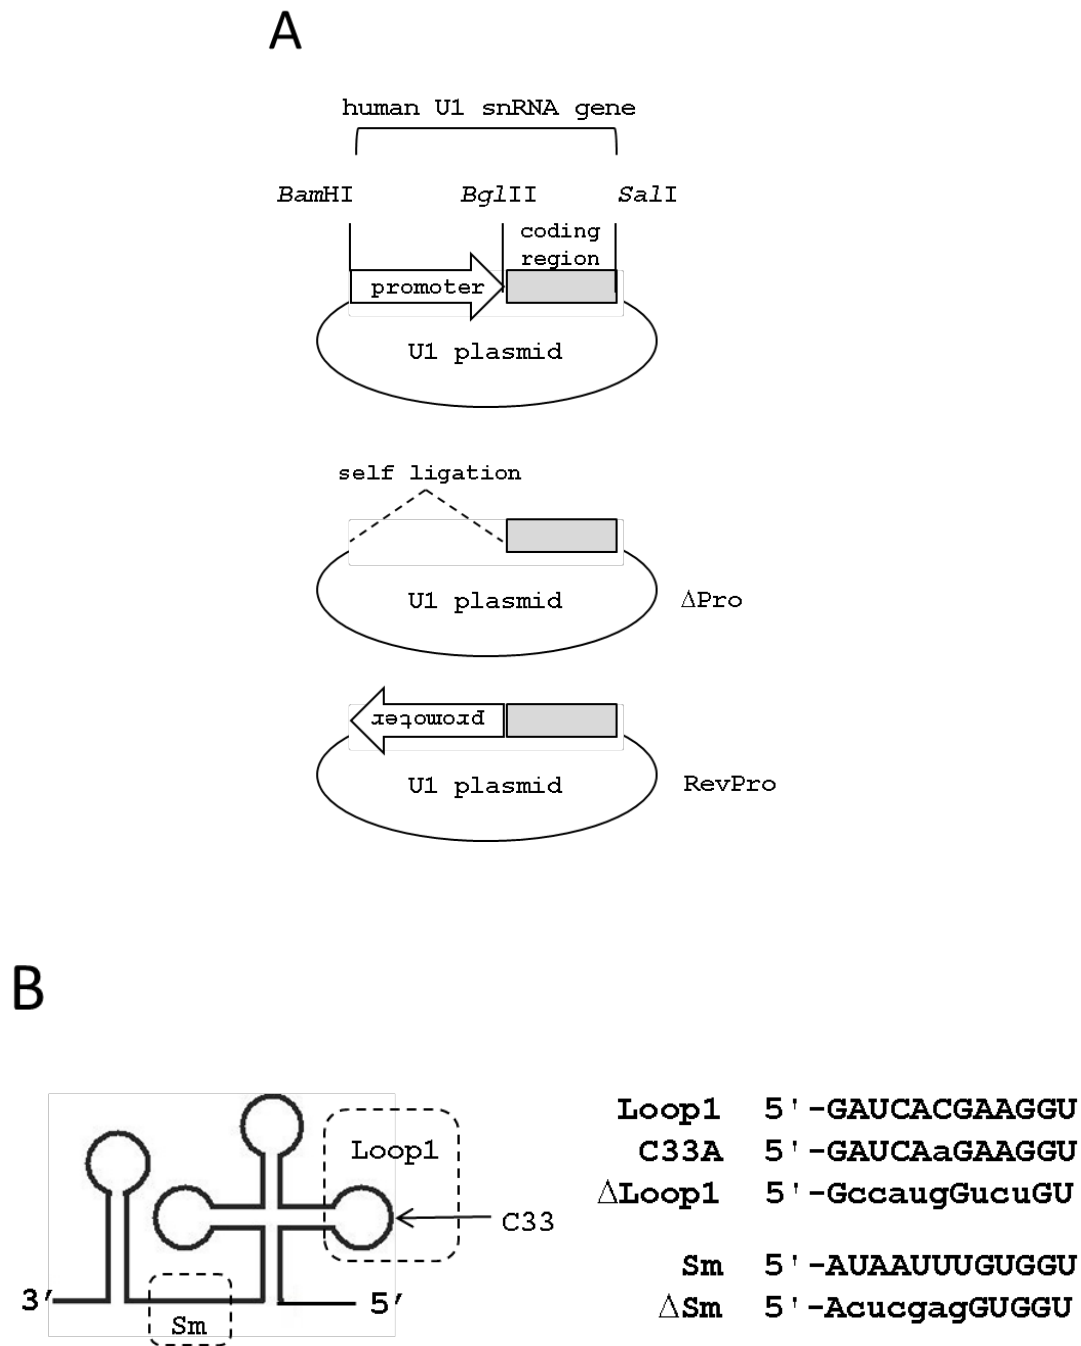 A
human U1 snRNA gene
BamHI BglII SalI
coding
region
promoter
U1 plasmid
self ligation
U1 plasmid ΔPro
promoter
U1 plasmid RevPro
B
Loop1 5'-GAUCACGAAGGU
C33A 5'-GAUCAaGAAGGU
ΔLoop1 5'-GccaugGucuGU
Sm 5'-AUAAUUUGUGGU
ΔSm 5'-AcucgagGUGGU
Loop1
C33
3′ 5′
Sm